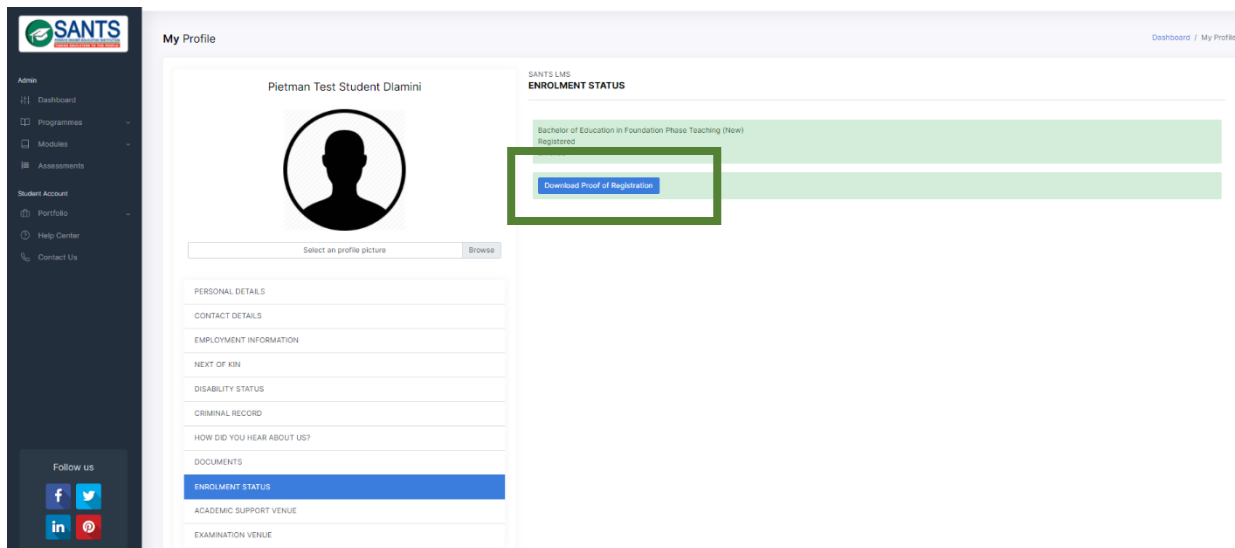 SANTS
My Profile
Dashboard / My Profile
Admin
Dashboard
Programmes
Modules
Assessments
Student Account
Portfolio
Help Center
Contact Us
Follow us
Pietman Test Student Dlamini
Select an profile picture
Browse
PERSONAL DETAILS
CONTACT DETAILS
EMPLOYMENT INFORMATION
NEXT OF KIN
DISABILITY STATUS
CRIMINAL RECORD
HOW DID YOU HEAR ABOUT US?
DOCUMENTS
ENROLMENT STATUS
ACADEMIC SUPPORT VENUE
EXAMINATION VENUE
SANTS LMS
ENROLMENT STATUS
Bachelor of Education in Foundation Phase Teaching (New)
Registered
Download Proof of Registration